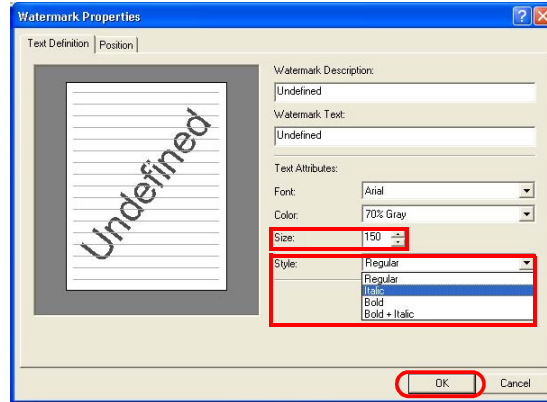 Watermark Properties
Text Definition Position
Undefined
Watermark Description:
Undefined
Watermark Text:
Undefined
Text Attributes:
Font: Arial
Color: 70% Gray
Size: 150
Style: Regular
Regular
Italic
Bold
Bold + Italic
OK Cancel